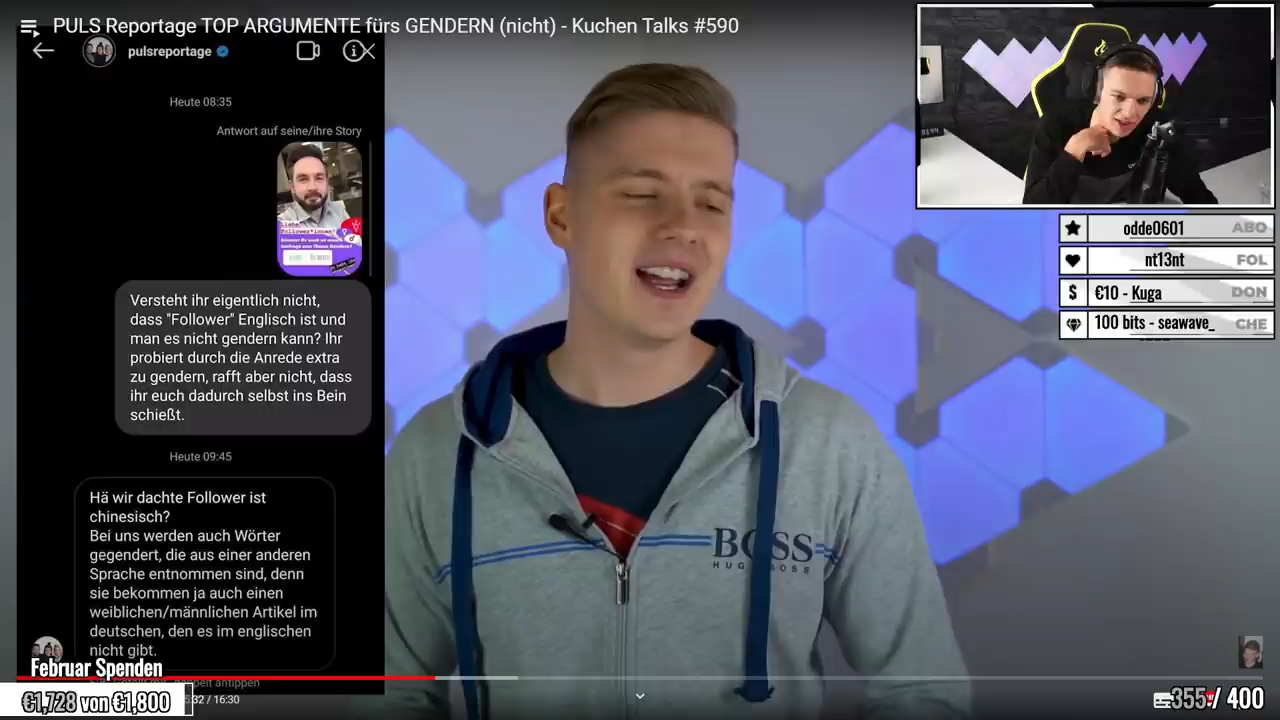 PULS Reportage TOP ARGUMENTE fürs GENDERN (nicht) - Kuchen Talks #590
pulsreportage
Heute 08:35
Antwort auf seine/ihre Story
Liebe
Follower*innen!
Versteht ihr eigentlich nicht,
dass "Follower" Englisch ist und
man es nicht gendern kann? Ihr
probiert durch die Anrede extra
zu gendern, rafft aber nicht, dass
ihr euch dadurch selbst ins Bein
schießt.
Heute 09:45
Hä wir dachte Follower ist
chinesisch?
Bei uns werden auch Wörter
gegendert, die aus einer anderen
Sprache entnommen sind, denn
sie bekommen ja auch einen
weiblichen/männlichen Artikel im
deutschen, den es im englischen
nicht gibt.
doppelt antippen
Februar Spenden
€1,728 von €1,800
:32 / 16:30
BOSS
HUGO BOSS
odde0601 ABO
nt13nt FOL
$ €10 - Kuga DON
100 bits - seawave_ CHE
355 / 400